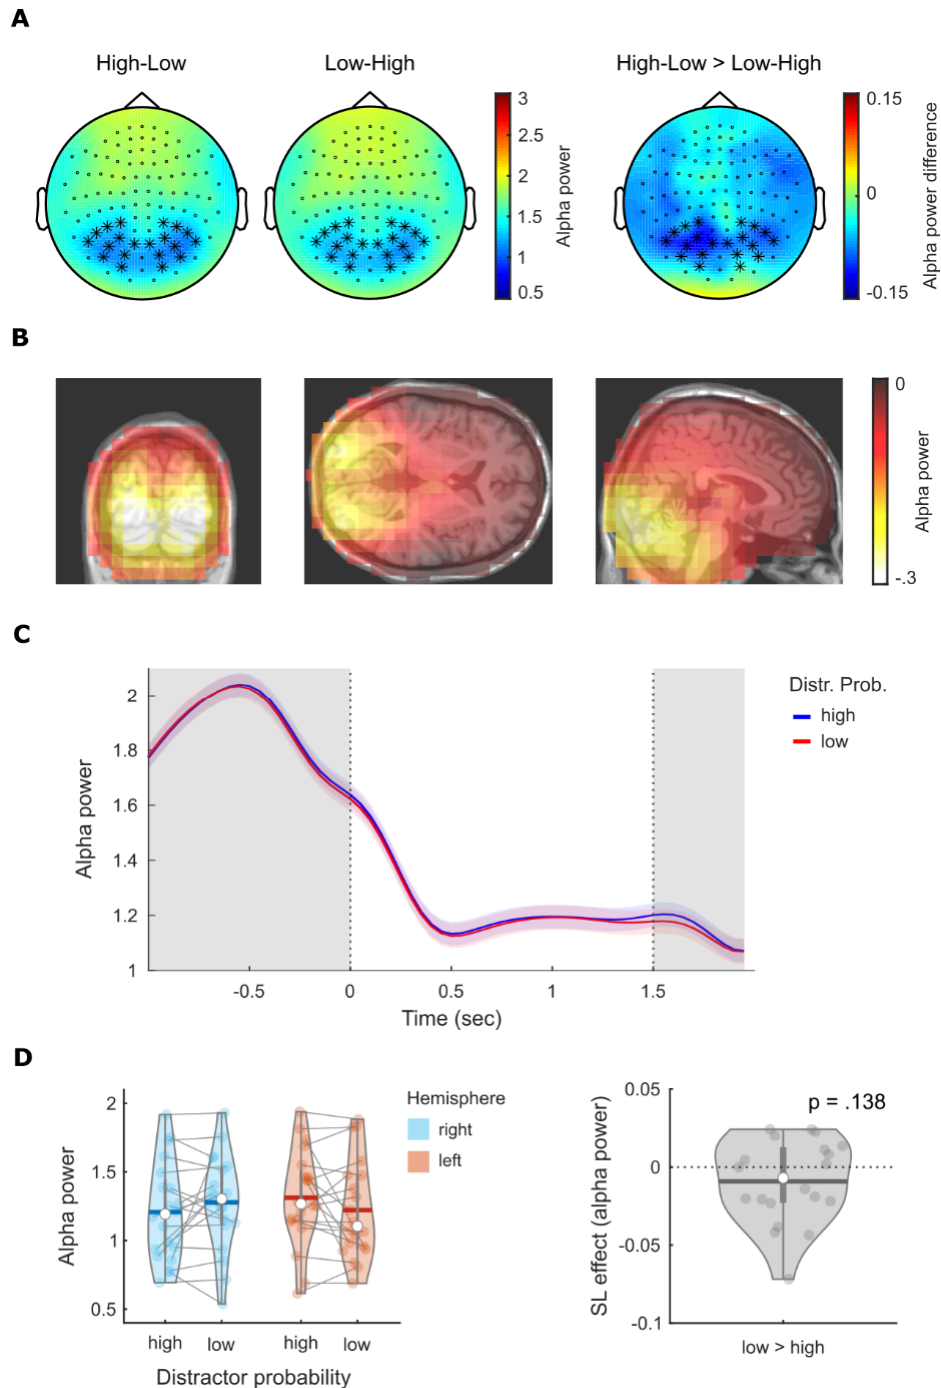 A
High-Low
Low-High
High-Low > Low-High
3
2.5
2
1.5
1
0.5
Alpha power
0.15
0
-0.15
Alpha power difference
B
0
-.3
Alpha power
C
2
1.8
1.6
1.4
1.2
1
Alpha power
-0.5
0
0.5
1
1.5
Time (sec)
Distr. Prob.
high
low
D
2
1.5
1
0.5
Alpha power
high
low
high
low
Distractor probability
Hemisphere
right
left
0.05
0
-0.05
-0.1
SL effect (alpha power)
p = .138
low > high